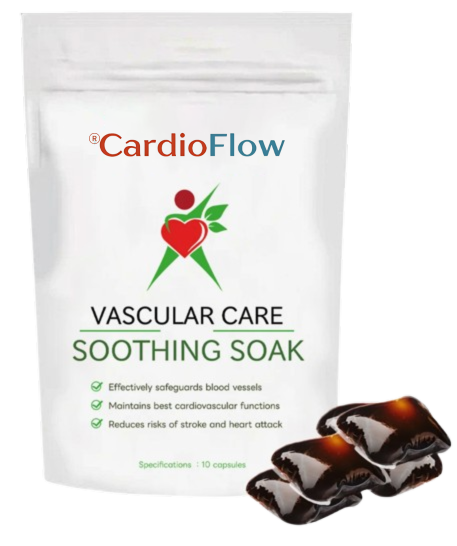 ®CardioFlow
VASCULAR CARE
SOOTHING SOAK
Effectively safeguards blood vessels
Maintains best cardiovascular functions
Reduces risks of stroke and heart attack
Specifications : 10 capsules